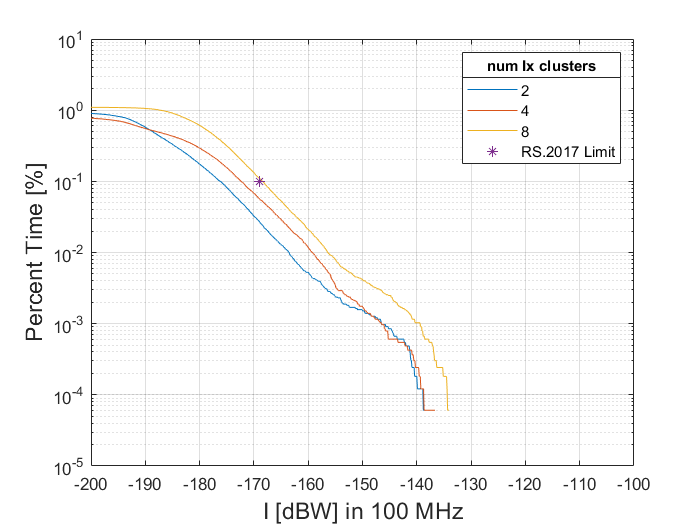 num Ix clusters
2
4
8
RS.2017 Limit
10^1
10^0
10^-1
10^-2
10^-3
10^-4
10^-5
Percent Time [%]
-200 -190 -180 -170 -160 -150 -140 -130 -120 -110 -100
I [dBW] in 100 MHz